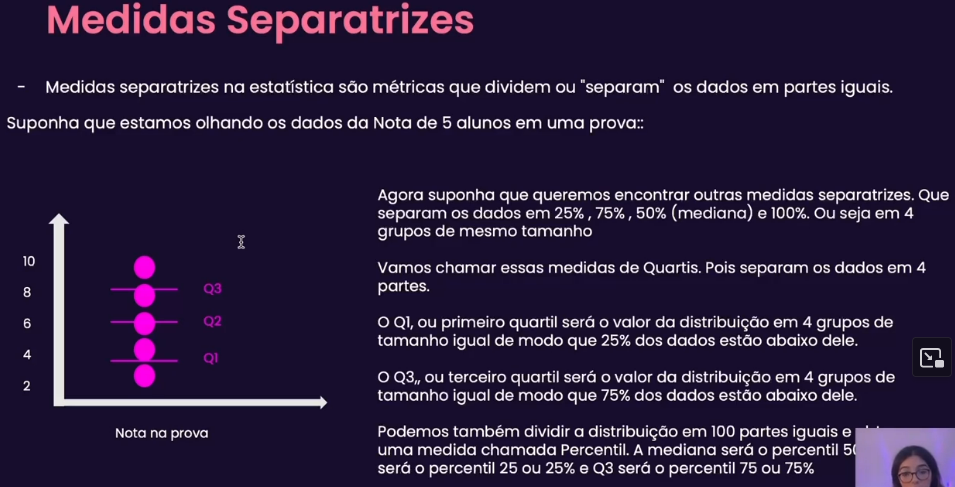 Medidas Separatrizes
- Medidas separatrizes na estatística são métricas que dividem ou "separam" os dados em partes iguais.
Suponha que estamos olhando os dados da Nota de 5 alunos em uma prova::
Agora suponha que queremos encontrar outras medidas separatrizes. Que
separam os dados em 25% , 75% , 50% (mediana) e 100%. Ou seja em 4
grupos de mesmo tamanho
Vamos chamar essas medidas de Quartis. Pois separam os dados em 4
partes.
O Q1, ou primeiro quartil será o valor da distribuição em 4 grupos de
tamanho igual de modo que 25% dos dados estão abaixo dele.
O Q3,, ou terceiro quartil será o valor da distribuição em 4 grupos de
tamanho igual de modo que 75% dos dados estão abaixo dele.
Podemos também dividir a distribuição em 100 partes iguais e
uma medida chamada Percentil. A mediana será o percentil
será o percentil 25 ou 25% e Q3 será o percentil 75 ou 75%
10
8
6
4
2
Q3
Q2
Q1
Nota na prova